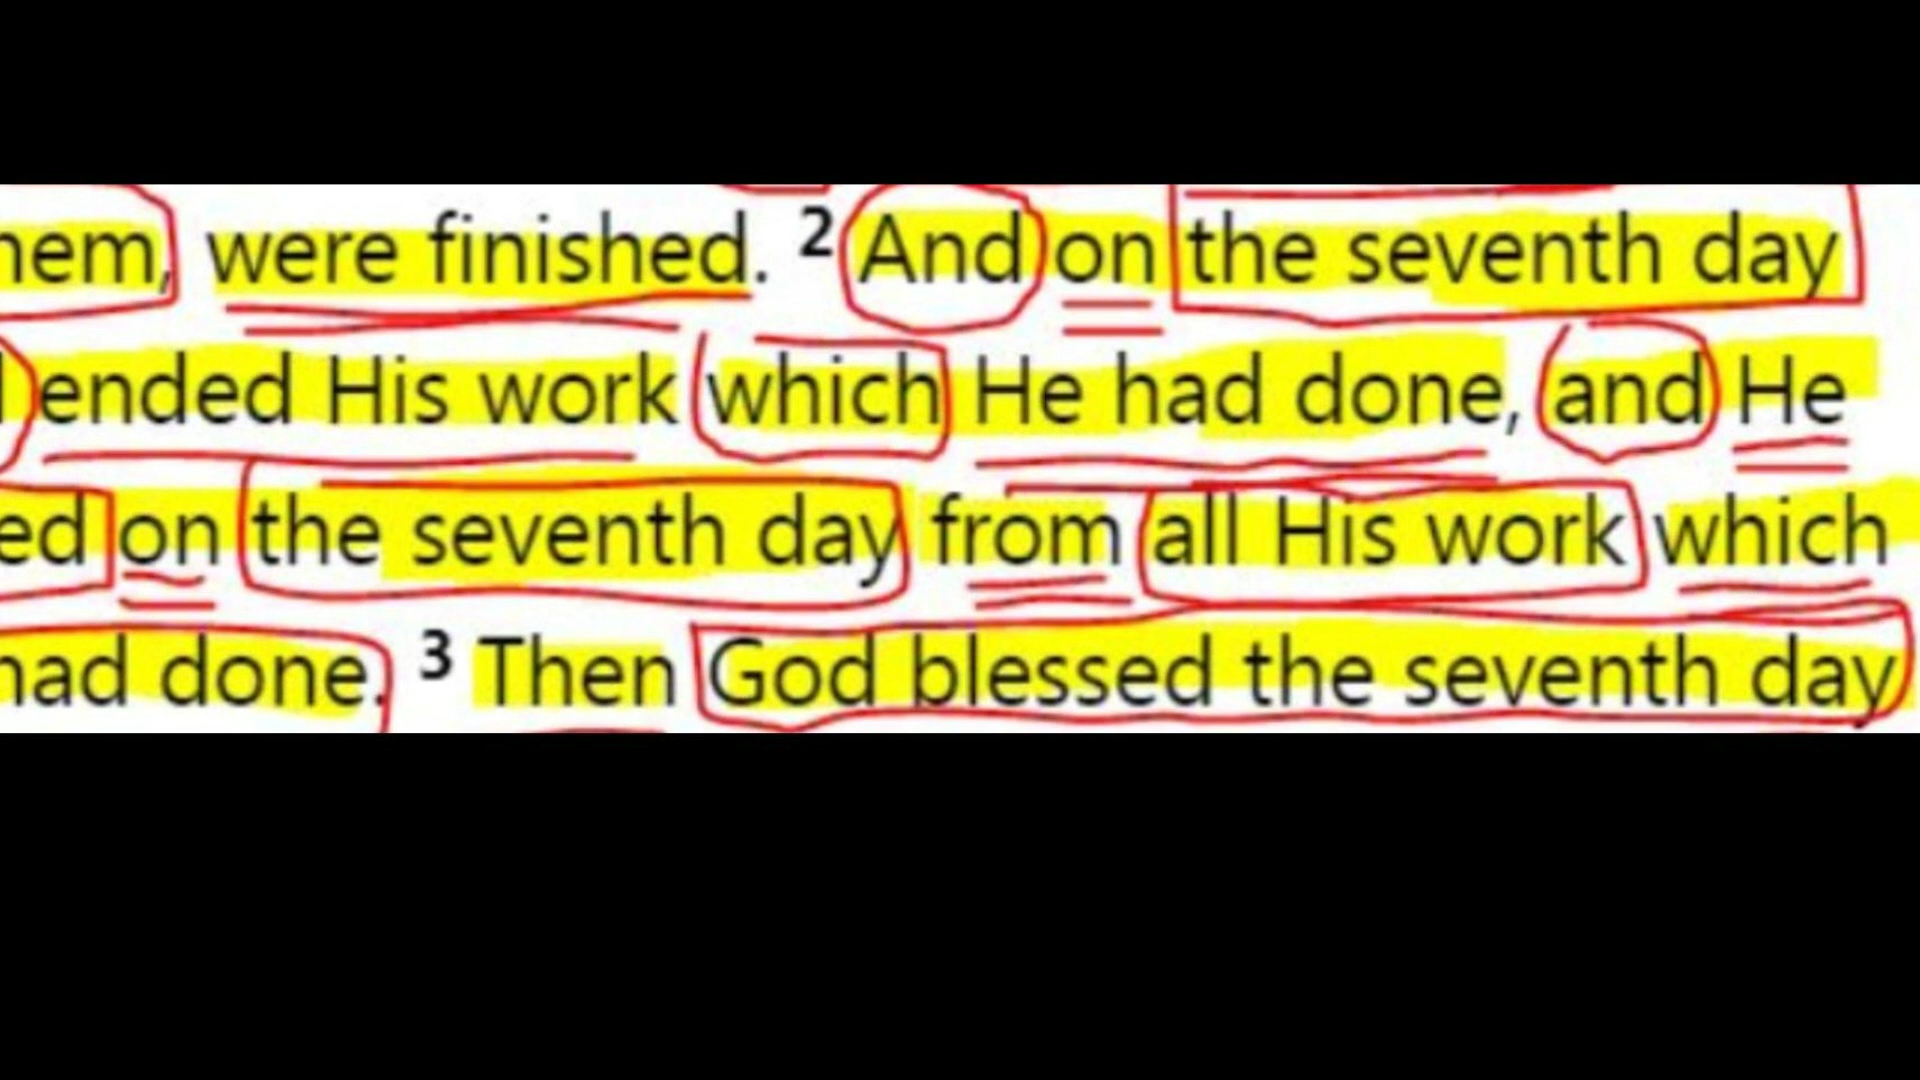 hem, were finished. 2 And on the seventh day
ended His work which He had done, and He
ed on the seventh day from all His work which
had done. 3 Then God blessed the seventh day